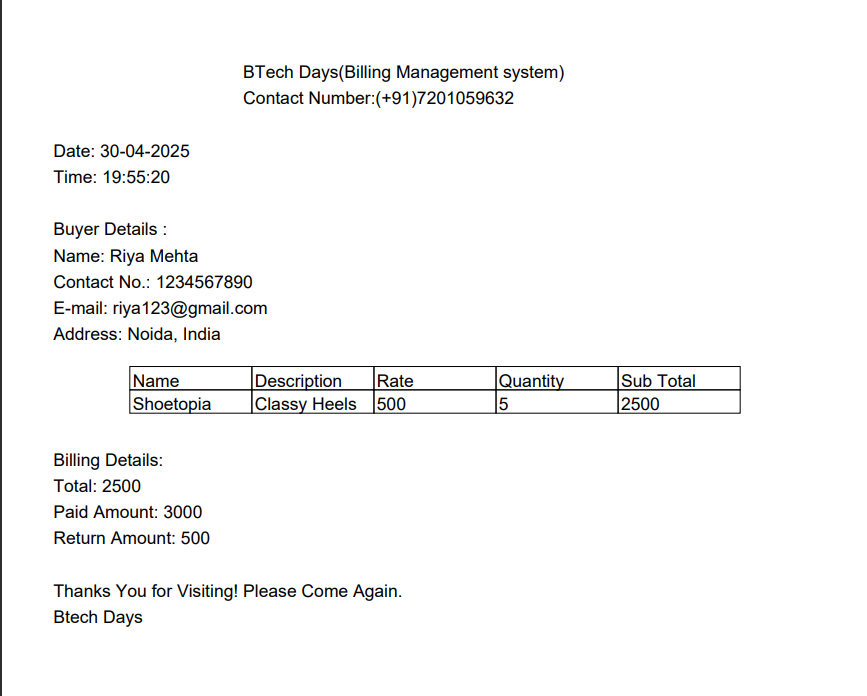 BTech Days(Billing Management system)
Contact Number:(+91)7201059632
Date: 30-04-2025
Time: 19:55:20
Buyer Details :
Name: Riya Mehta
Contact No.: 1234567890
E-mail: riya123@gmail.com
Address: Noida, India
Name Description Rate Quantity Sub Total
Shoetopia Classy Heels 500 5 2500
Billing Details:
Total: 2500
Paid Amount: 3000
Return Amount: 500
Thanks You for Visiting! Please Come Again.
Btech Days